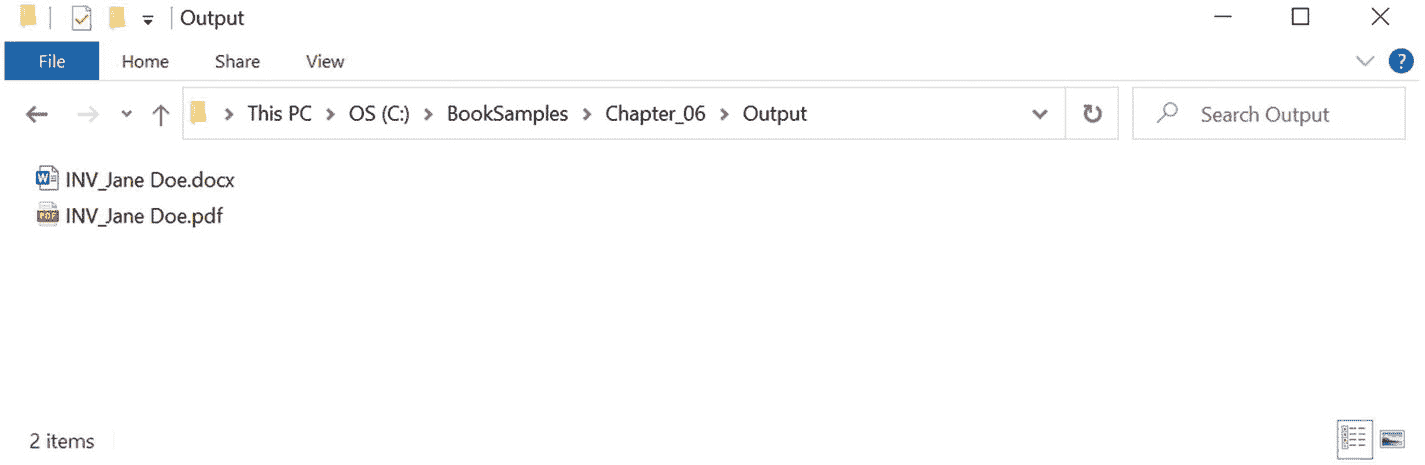 Output
File Home Share View ?
This PC > OS (C:) > BookSamples > Chapter_06 > Output Search Output
W INV_Jane Doe.docx
PDF INV_Jane Doe.pdf
2 items